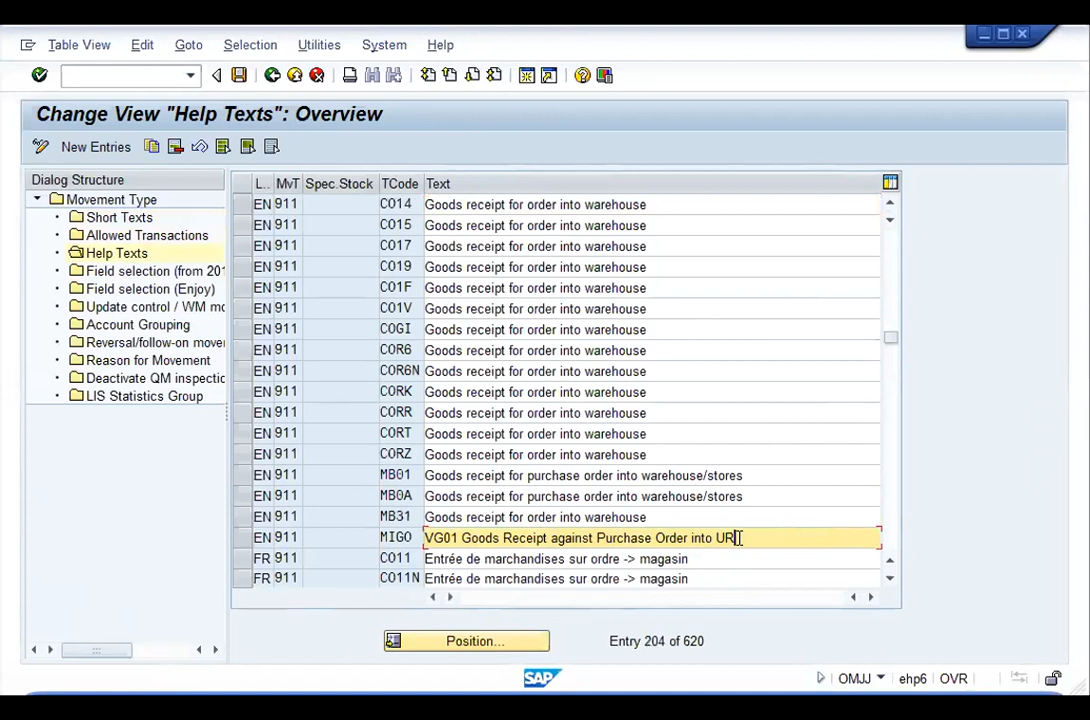 Table View Edit Goto Selection Utilities System Help
Change View "Help Texts": Overview
New Entries
Dialog Structure
Movement Type
Short Texts
Allowed Transactions
Help Texts
Field selection (from 201
Field selection (Enjoy)
Update control / WM mo
Account Grouping
Reversal/follow-on mover
Reason for Movement
Deactivate QM inspectio
LIS Statistics Group
L.. MvT Spec.Stock TCode Text
EN 911 CO14 Goods receipt for order into warehouse
EN 911 CO15 Goods receipt for order into warehouse
EN 911 CO17 Goods receipt for order into warehouse
EN 911 CO19 Goods receipt for order into warehouse
EN 911 CO1F Goods receipt for order into warehouse
EN 911 CO1V Goods receipt for order into warehouse
EN 911 COGI Goods receipt for order into warehouse
EN 911 COR6 Goods receipt for order into warehouse
EN 911 COR6N Goods receipt for order into warehouse
EN 911 CORK Goods receipt for order into warehouse
EN 911 CORR Goods receipt for order into warehouse
EN 911 CORT Goods receipt for order into warehouse
EN 911 CORZ Goods receipt for order into warehouse
EN 911 MB01 Goods receipt for purchase order into warehouse/stores
EN 911 MB0A Goods receipt for purchase order into warehouse/stores
EN 911 MB31 Goods receipt for order into warehouse
EN 911 MIGO VG01 Goods Receipt against Purchase Order into UR
FR 911 CO11 Entrée de marchandises sur ordre -> magasin
FR 911 CO11N Entrée de marchandises sur ordre -> magasin
Position... Entry 204 of 620
SAP OMJJ ehp6 OVR